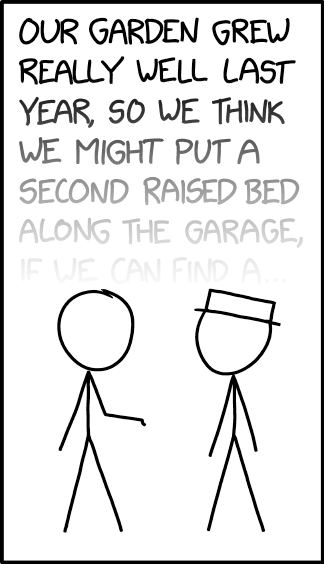 OUR GARDEN GREW
REALLY WELL LAST
YEAR, SO WE THINK
WE MIGHT PUT A
SECOND RAISED BED
ALONG THE GARAGE,
IF WE CAN FIND A...